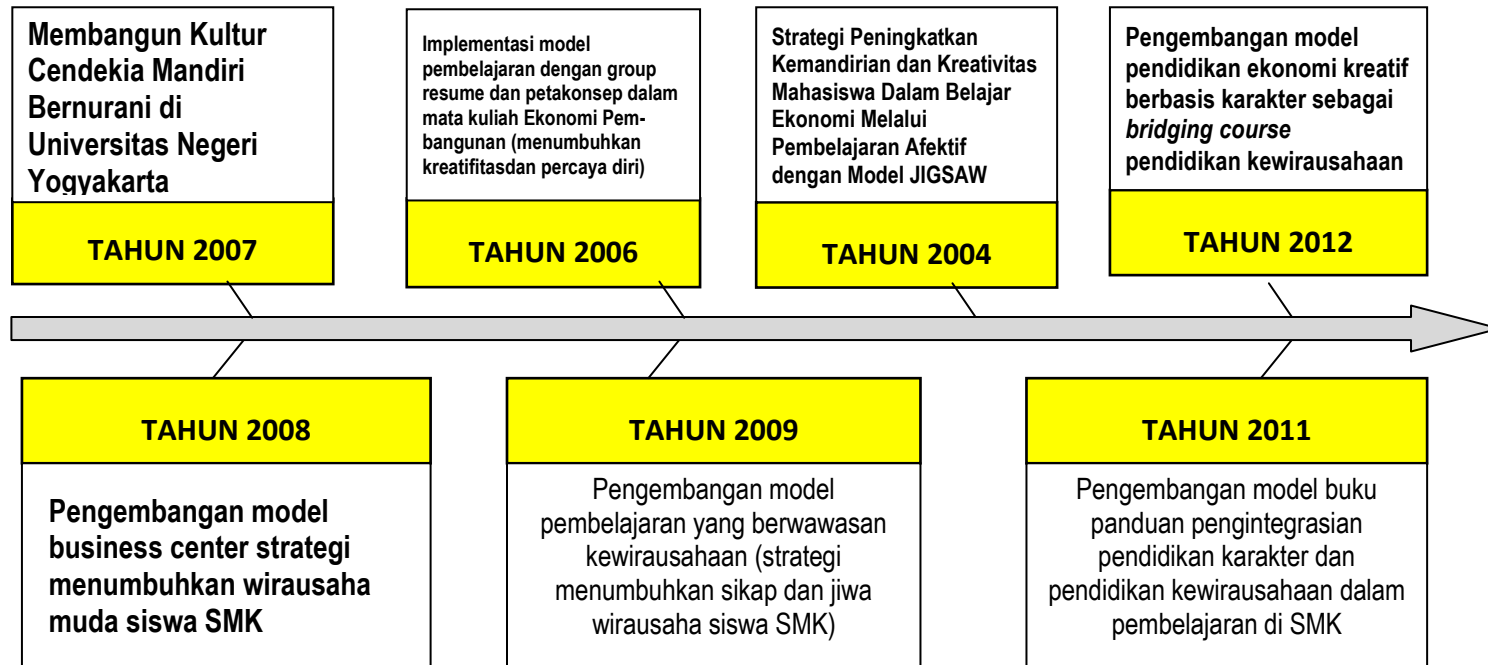 Membangun Kultur
Cendekia Mandiri
Bernurani di
Universitas Negeri
Yogyakarta
TAHUN 2007
Implementasi model
pembelajaran dengan group
resume dan petakonsep dalam
mata kuliah Ekonomi Pem-
bangunan (menumbuhkan
kreatifitasdan percaya diri)
TAHUN 2006
Strategi Peningkatkan
Kemandirian dan Kreativitas
Mahasiswa Dalam Belajar
Ekonomi Melalui
Pembelajaran Afektif
dengan Model JIGSAW
TAHUN 2004
Pengembangan model
pendidikan ekonomi kreatif
berbasis karakter sebagai
bridging course
pendidikan kewirausahaan
TAHUN 2012
TAHUN 2008
Pengembangan model
business center strategi
menumbuhkan wirausaha
muda siswa SMK
TAHUN 2009
Pengembangan model
pembelajaran yang berwawasan
kewirausahaan (strategi
menumbuhkan sikap dan jiwa
wirausaha siswa SMK)
TAHUN 2011
Pengembangan model buku
panduan pengintegrasian
pendidikan karakter dan
pendidikan kewirausahaan dalam
pembelajaran di SMK